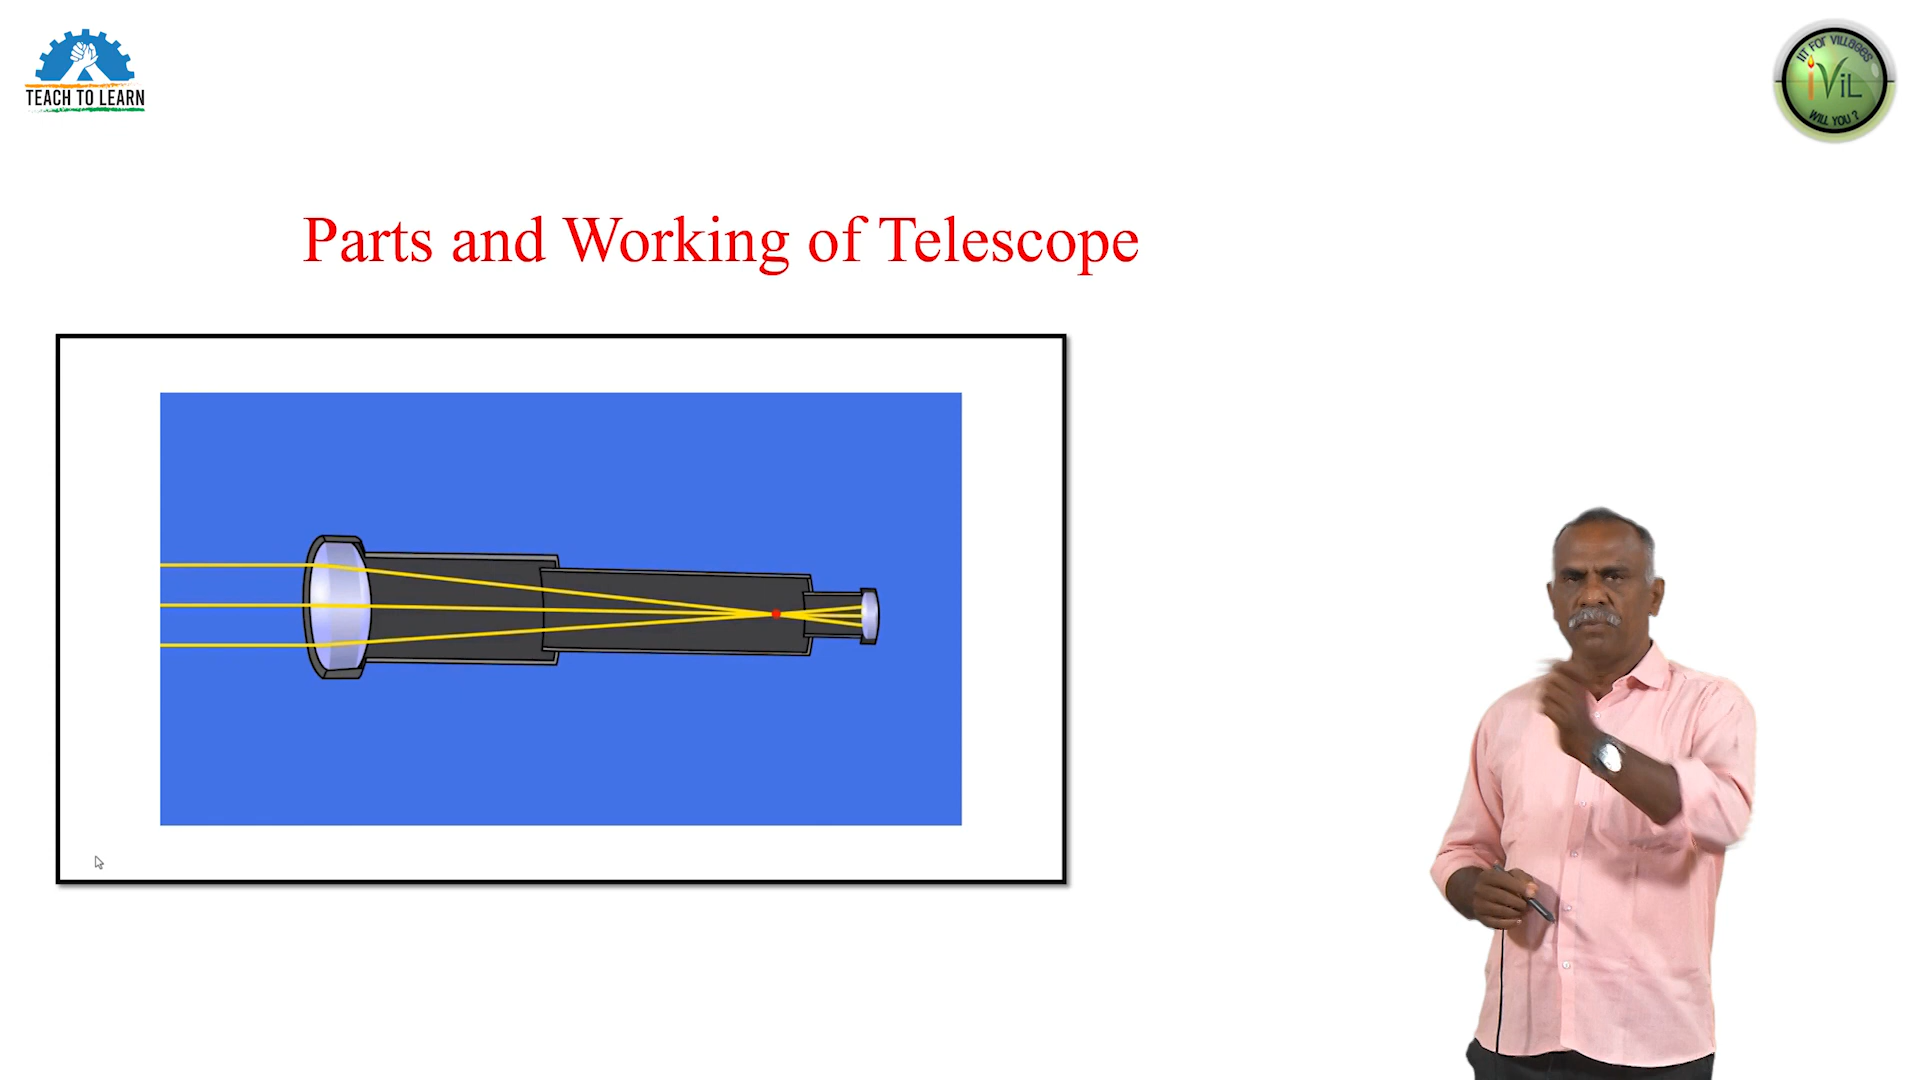 TEACH TO LEARN
IIT FOR VILLAGES
iViL
WILL YOU ?
Parts and Working of Telescope